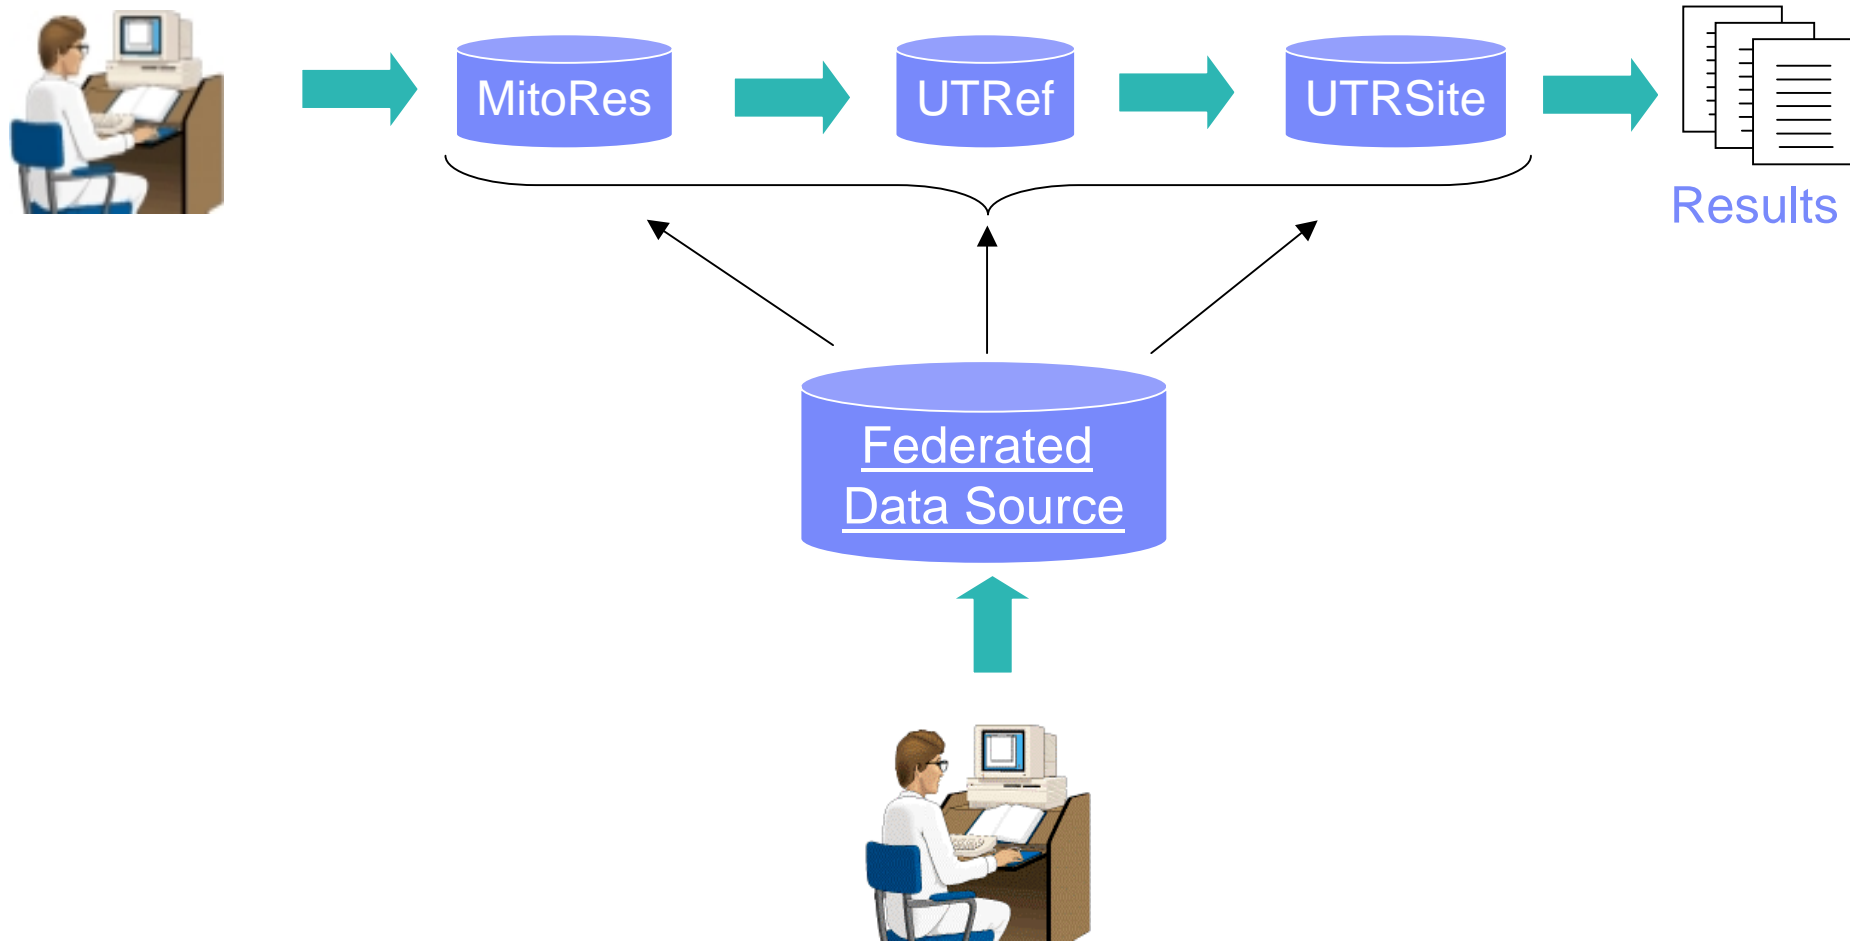 MitoRes
UTRef
UTRSite
Results
Federated
Data Source